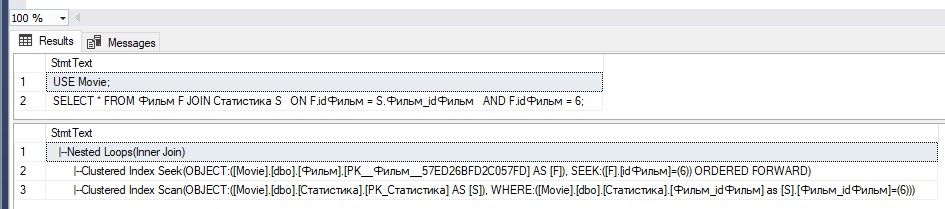 100 %
Results Messages
StmtText
1 USE Movie;
2 SELECT * FROM Фильм F JOIN Статистика S ON F.idФильм = S.Фильм_idФильм AND F.idФильм = 6;
StmtText
1 |--Nested Loops(Inner Join)
2 |--Clustered Index Seek(OBJECT:([Movie].[dbo].[Фильм].[PK__Фильм__57ED26BFD2C057FD] AS [F]), SEEK:([F].[idФильм]=(6)) ORDERED FORWARD)
3 |--Clustered Index Scan(OBJECT:([Movie].[dbo].[Статистика].[PK_Статистика] AS [S]), WHERE:([Movie].[dbo].[Статистика].[Фильм_idФильм] as [S].[Фильм_idФильм]=(6)))